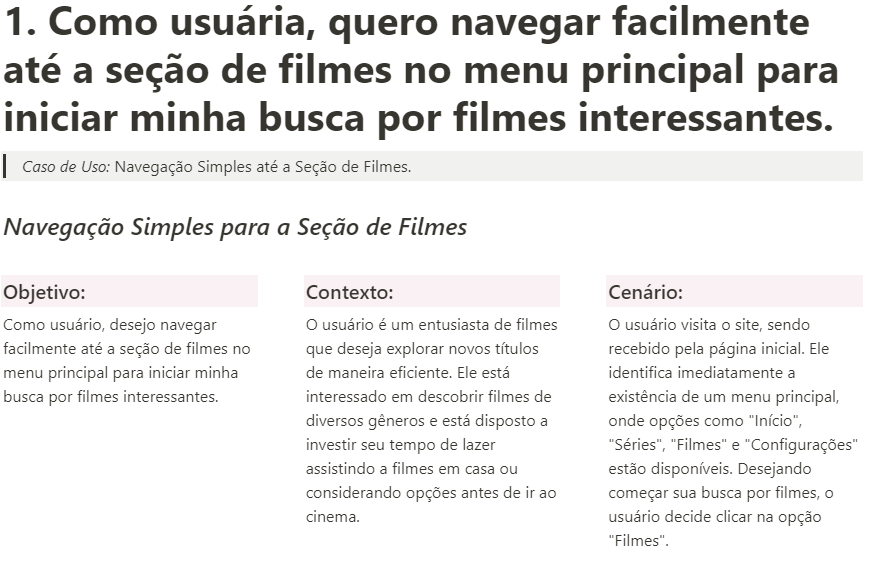 1. Como usuária, quero navegar facilmente
até a seção de filmes no menu principal para
iniciar minha busca por filmes interessantes.
Caso de Uso: Navegação Simples até a Seção de Filmes.
Navegação Simples para a Seção de Filmes
Objetivo:
Como usuário, desejo navegar
facilmente até a seção de filmes no
menu principal para iniciar minha
busca por filmes interessantes.
Contexto:
O usuário é um entusiasta de filmes
que deseja explorar novos títulos
de maneira eficiente. Ele está
interessado em descobrir filmes de
diversos gêneros e está disposto a
investir seu tempo de lazer
assistindo a filmes em casa ou
considerando opções antes de ir ao
cinema.
Cenário:
O usuário visita o site, sendo
recebido pela página inicial. Ele
identifica imediatamente a
existência de um menu principal,
onde opções como "Início",
"Séries", "Filmes" e "Configurações"
estão disponíveis. Desejando
começar sua busca por filmes, o
usuário decide clicar na opção
"Filmes".